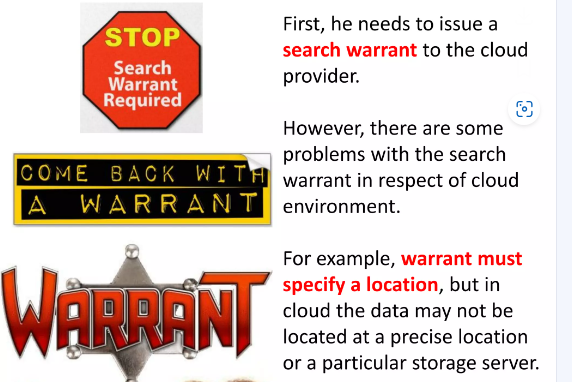 STOP
Search
Warrant
Required
COME BACK WITH
A WARRANT
WARRANT
First, he needs to issue a
search warrant to the cloud
provider.
However, there are some
problems with the search
warrant in respect of cloud
environment.
For example, warrant must
specify a location, but in
cloud the data may not be
located at a precise location
or a particular storage server.